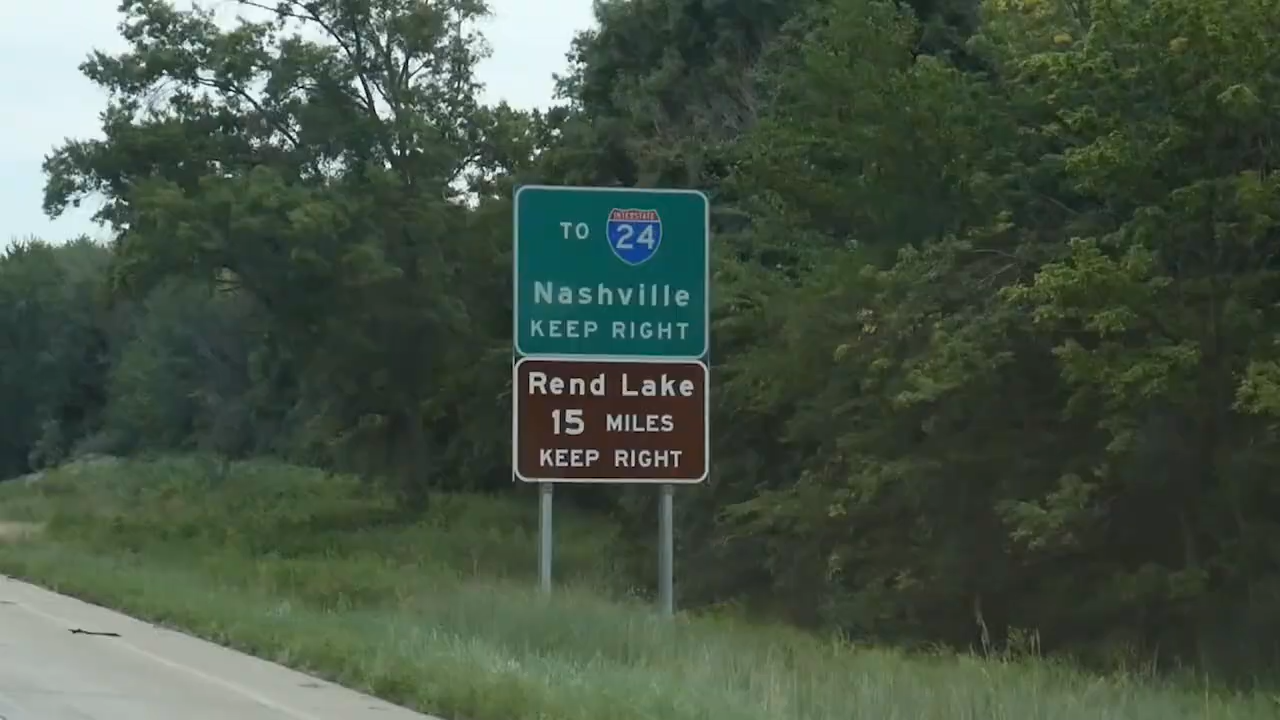 TO INTERSTATE 24
Nashville
KEEP RIGHT
Rend Lake
15 MILES
KEEP RIGHT